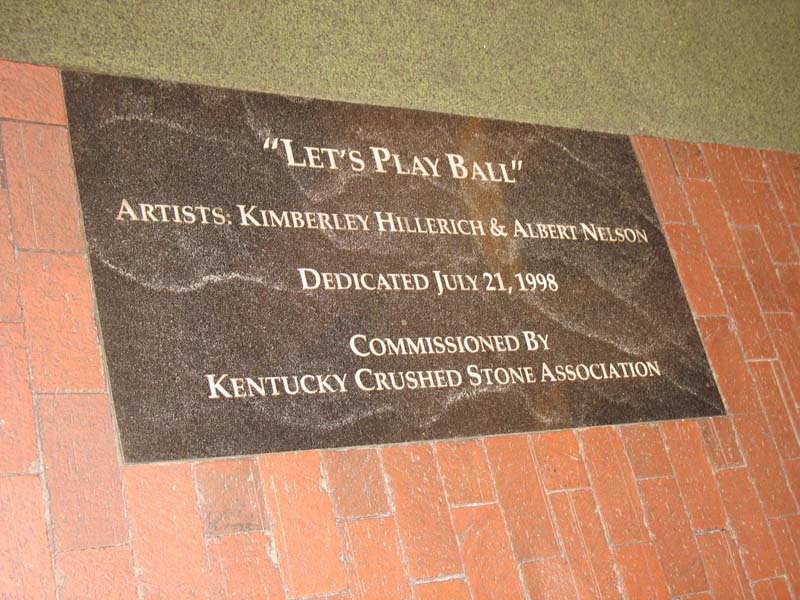 "Let's Play Ball"
Artists: Kimberley Hillerich & Albert Nelson
Dedicated July 21, 1998
Commissioned By
Kentucky Crushed Stone Association